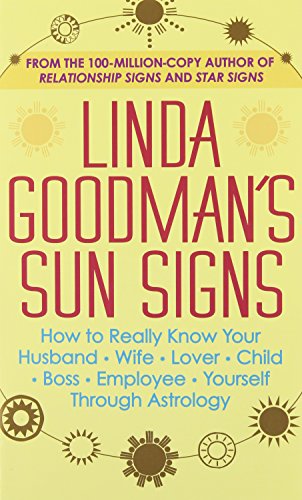 FROM THE 100-MILLION-COPY AUTHOR OF
RELATIONSHIP SIGNS AND STAR SIGNS
LINDA
GOODMAN'S
SUN SIGNS
How to Really Know Your
Husband • Wife • Lover • Child
• Boss • Employee • Yourself
Through Astrology